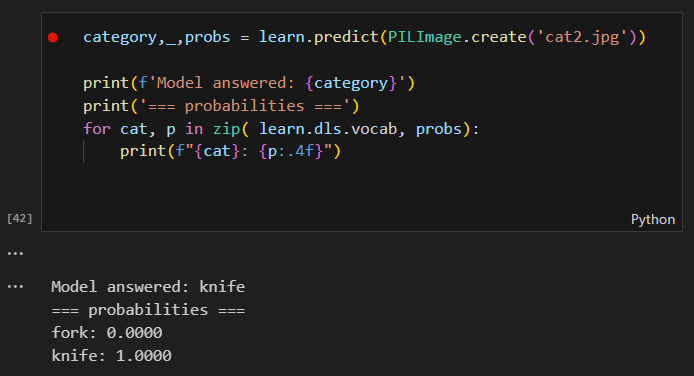 category,_,probs = learn.predict(PILImage.create('cat2.jpg'))
print(f'Model answered: {category}')
print('=== probabilities ===')
for cat, p in zip( learn.dls.vocab, probs):
    print(f"{cat}: {p:.4f}")
[42]
Python
...
...
Model answered: knife
=== probabilities ===
fork: 0.0000
knife: 1.0000